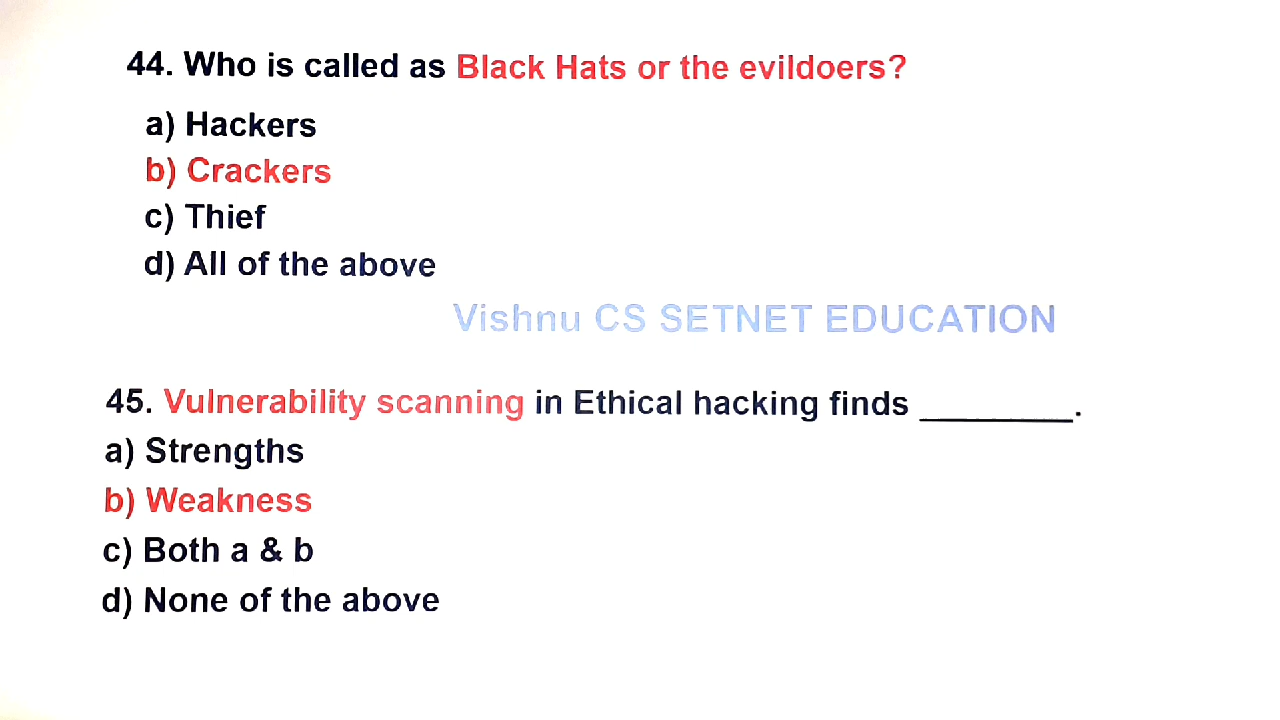 44. Who is called as Black Hats or the evildoers?
a) Hackers
b) Crackers
c) Thief
d) All of the above
Vishnu CS SETNET EDUCATION
45. Vulnerability scanning in Ethical hacking finds _________.
a) Strengths
b) Weakness
c) Both a & b
d) None of the above